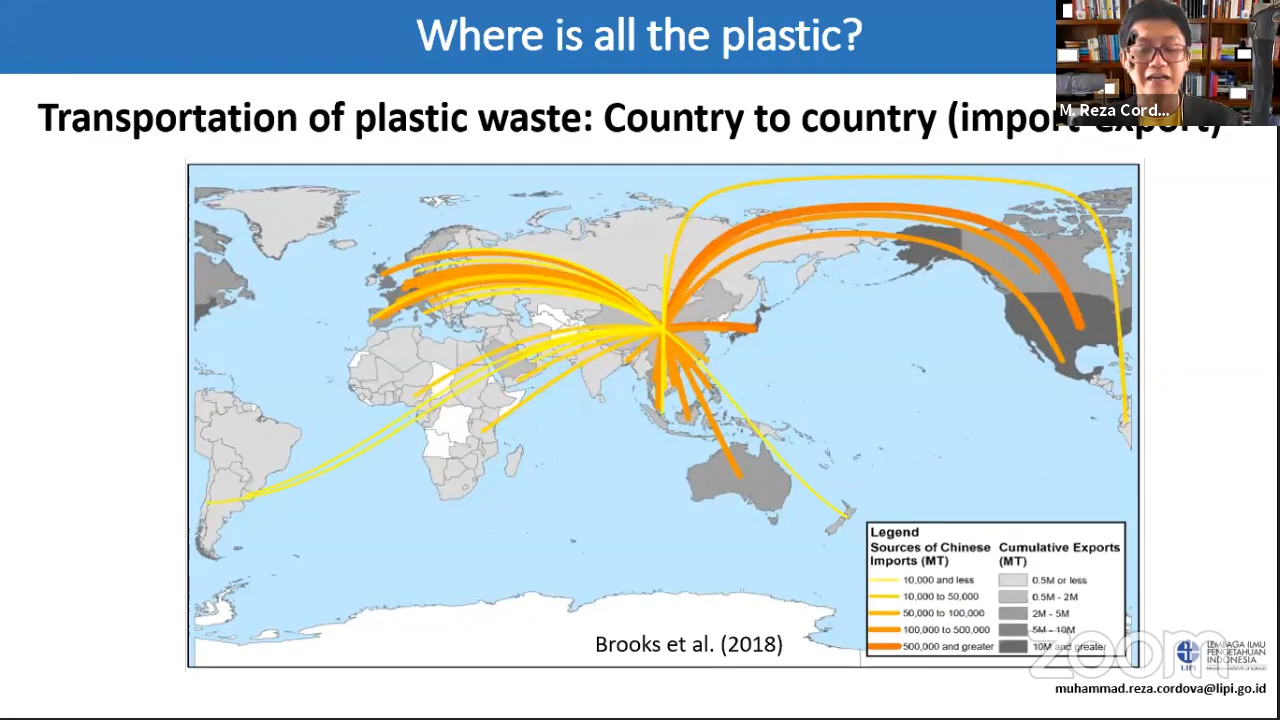 Where is all the plastic?
M. Reza Cord...
Transportation of plastic waste: Country to country (import-export)
Legend
Sources of Chinese Imports (MT)
10,000 and less
10,000 to 50,000
50,000 to 100,000
100,000 to 500,000
500,000 and greater
Cumulative Exports (MT)
0.5M or less
0.5M - 2M
2M - 5M
5M - 10M
10M and greater
Brooks et al. (2018)
zoom
LIPI
LEMBAGA ILMU
PENGETAHUAN
INDONESIA
muhammad.reza.cordova@lipi.go.id